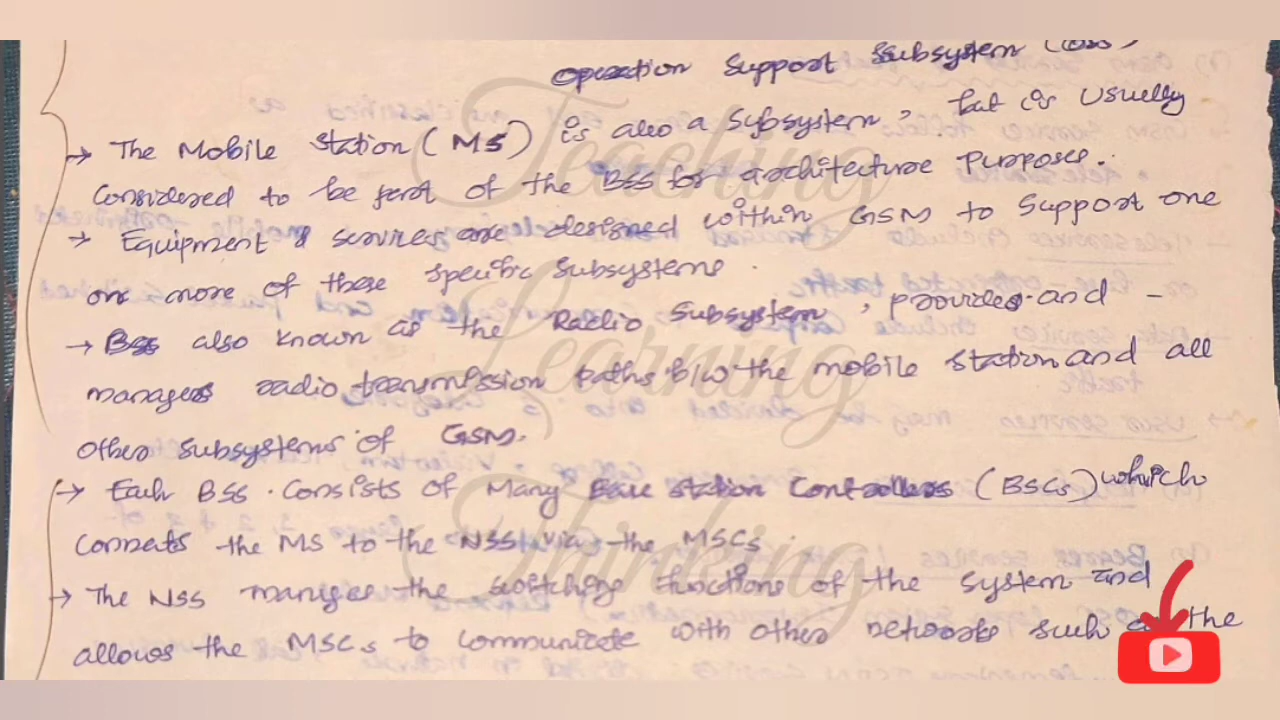 Operation Support Subsystem (OSS)
→ The Mobile Station (MS) is also a Subsystem, but is Usually
Considered to be part of the BSS for architecture Purposes.
→ Equipment & services are designed within GSM to Support one
or more of these specific Subsystems.
→ BSS also known as the Radio Subsystem, provides and -
manages radio transmission paths b/w the mobile Station and all
other subsystems of GSM.
→ Each BSS Consists of Many Base station Controllers (BSCs) which
connects the MS to the NSS via the MSCs.
→ The NSS manages the switching functions of the System and
allows the MSCs to Communicate with other networks such as the
Teaching
Learning
Thinking